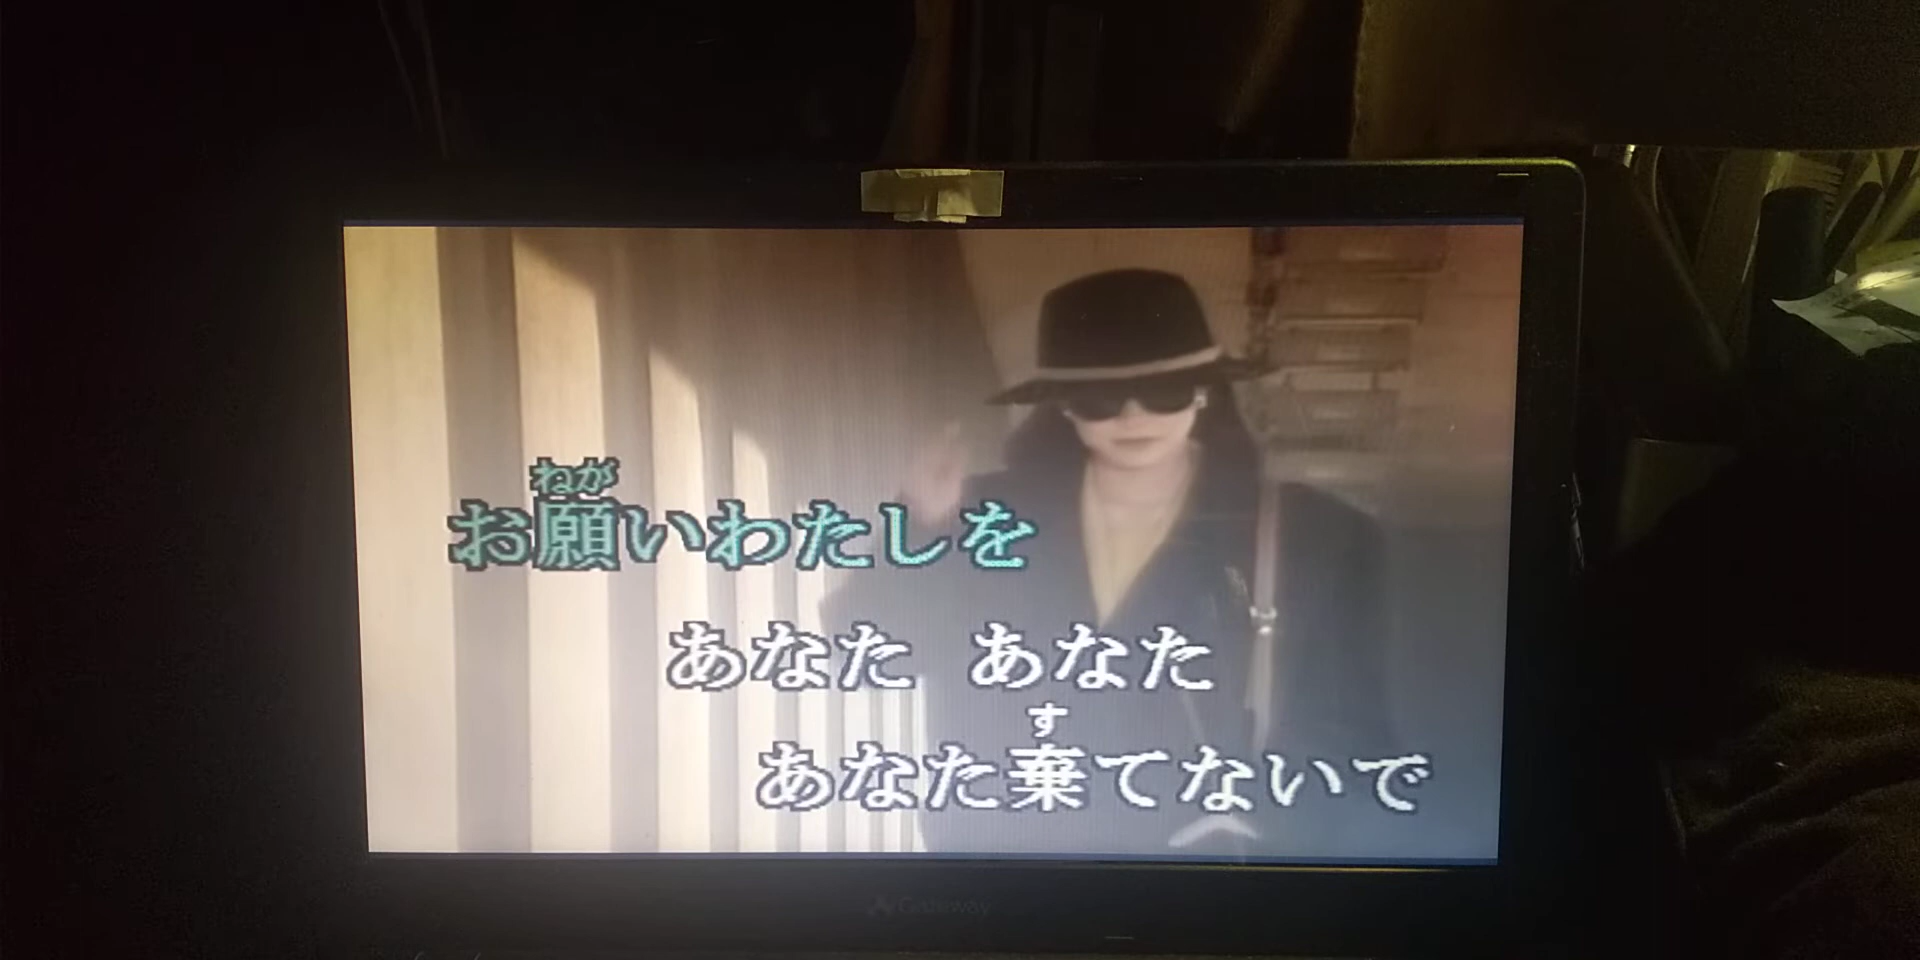 お願いわたしを
ねが
あなた あなた
あなた棄てないで
す
Gateway